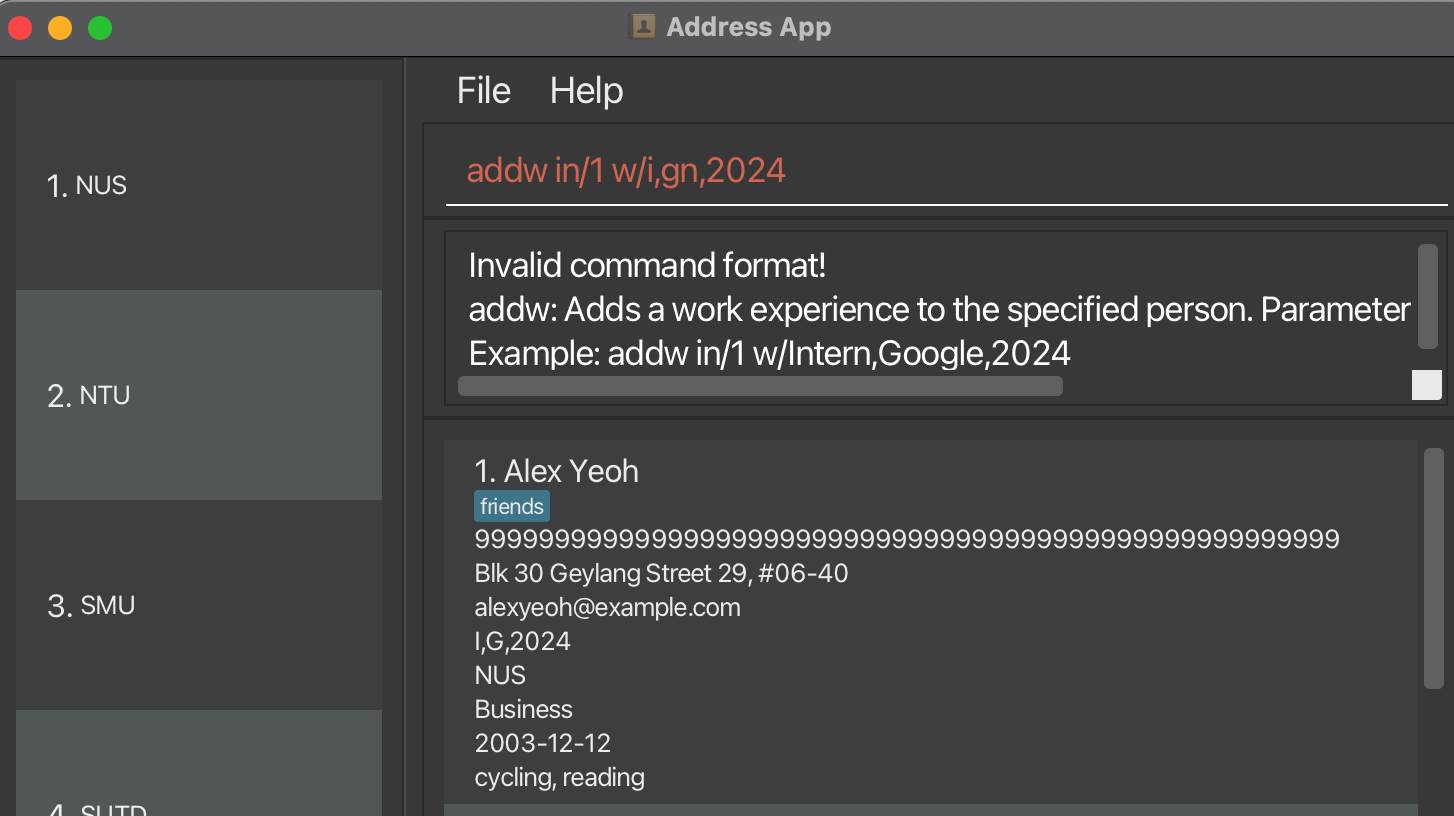 Address App
1. NUS
2. NTU
3. SMU
4. SUTD
File Help
addw in/1 w/i,gn,2024
Invalid command format!
addw: Adds a work experience to the specified person. Parameter
Example: addw in/1 w/Intern,Google,2024
1. Alex Yeoh
friends
999999999999999999999999999999999999999999999999999999
Blk 30 Geylang Street 29, #06-40
alexyeoh@example.com
I,G,2024
NUS
Business
2003-12-12
cycling, reading